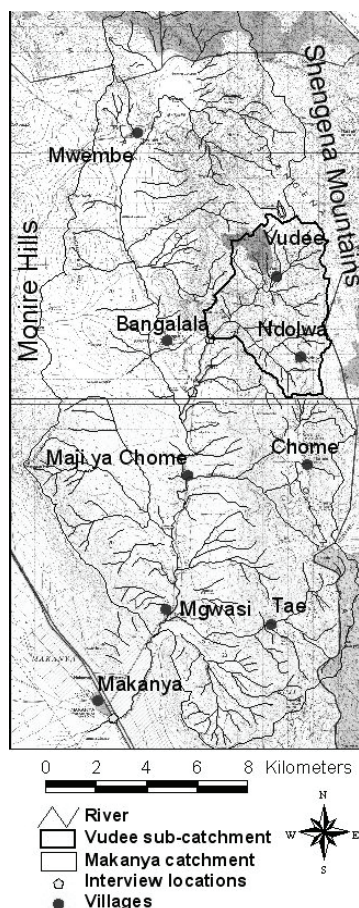 Shengena Mountains
Mwembe
Vudee
Monire Hills
Bangalala
Ndolwa
Maji ya Chome
Chome
Mgwasi
Tae
MAKANYA
Makanya
0 2 4 6 8 Kilometers
River
Vudee sub-catchment
Makanya catchment
Interview locations
Villages
N
W E
S